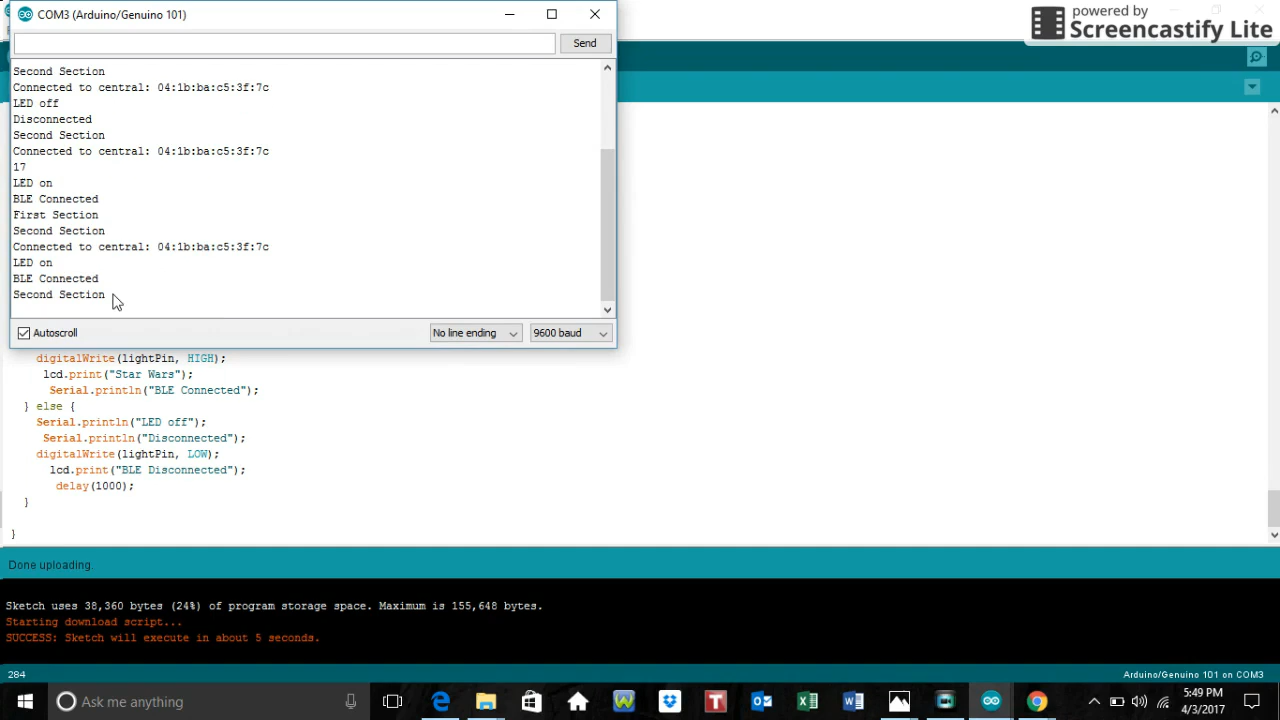 COM3 (Arduino/Genuino 101)
powered by
Screencastify Lite
Send
Second Section
Connected to central: 04:1b:ba:c5:3f:7c
LED off
Disconnected
Second Section
Connected to central: 04:1b:ba:c5:3f:7c
17
LED on
BLE Connected
First Section
Second Section
Connected to central: 04:1b:ba:c5:3f:7c
LED on
BLE Connected
Second Section
Autoscroll
No line ending
9600 baud
digitalWrite(lightPin, HIGH);
lcd.print("Star Wars");
Serial.println("BLE Connected");
} else {
Serial.println("LED off");
Serial.println("Disconnected");
digitalWrite(lightPin, LOW);
lcd.print("BLE Disconnected");
delay(1000);
}
}
Done uploading.
Sketch uses 38,360 bytes (24%) of program storage space. Maximum is 155,648 bytes.
Starting download script...
SUCCESS: Sketch will execute in about 5 seconds.
284
Arduino/Genuino 101 on COM3
Ask me anything
5:49 PM
4/3/2017